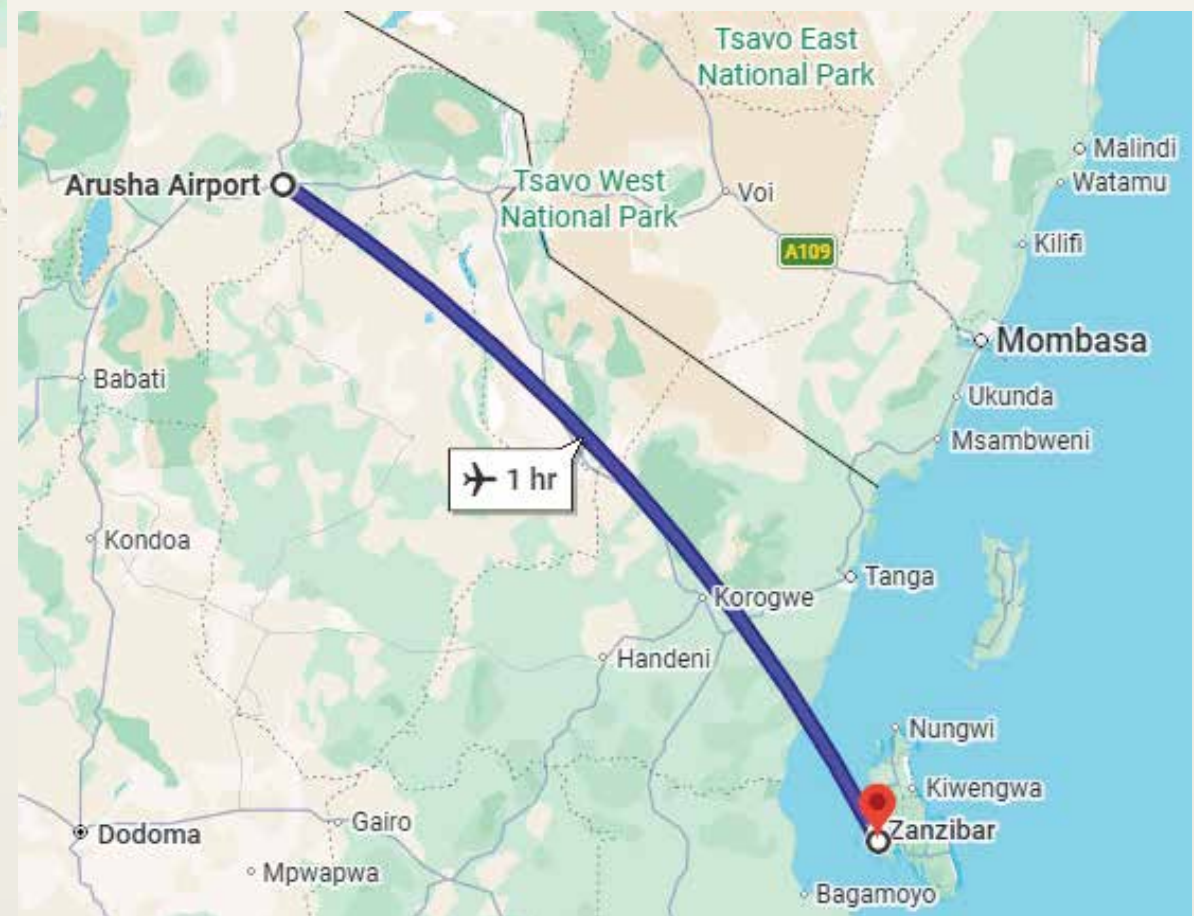 Tsavo East
National Park
Malindi
Arusha Airport
Tsavo West
National Park
Voi
Watamu
A109
Kilifi
Mombasa
Babati
Ukunda
Msambweni
1 hr
Kondoa
Tanga
Korogwe
Handeni
Nungwi
Kiwengwa
Gairo
Dodoma
Zanzibar
Mpwapwa
Bagamoyo